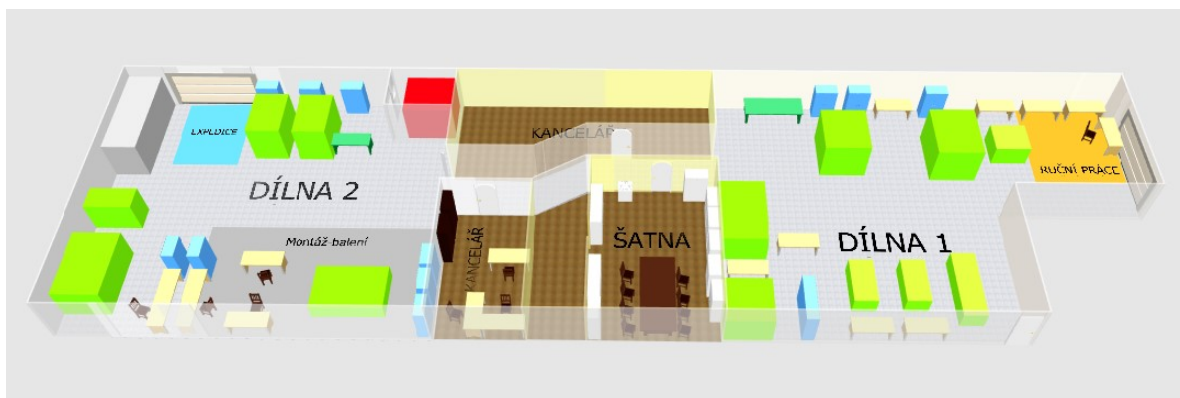 EXPEDICE
KANCELÁŘ
RUČNÍ PRÁCE
DÍLNA 2
Montáž balení
KANCELÁŘ
ŠATNA
DÍLNA 1